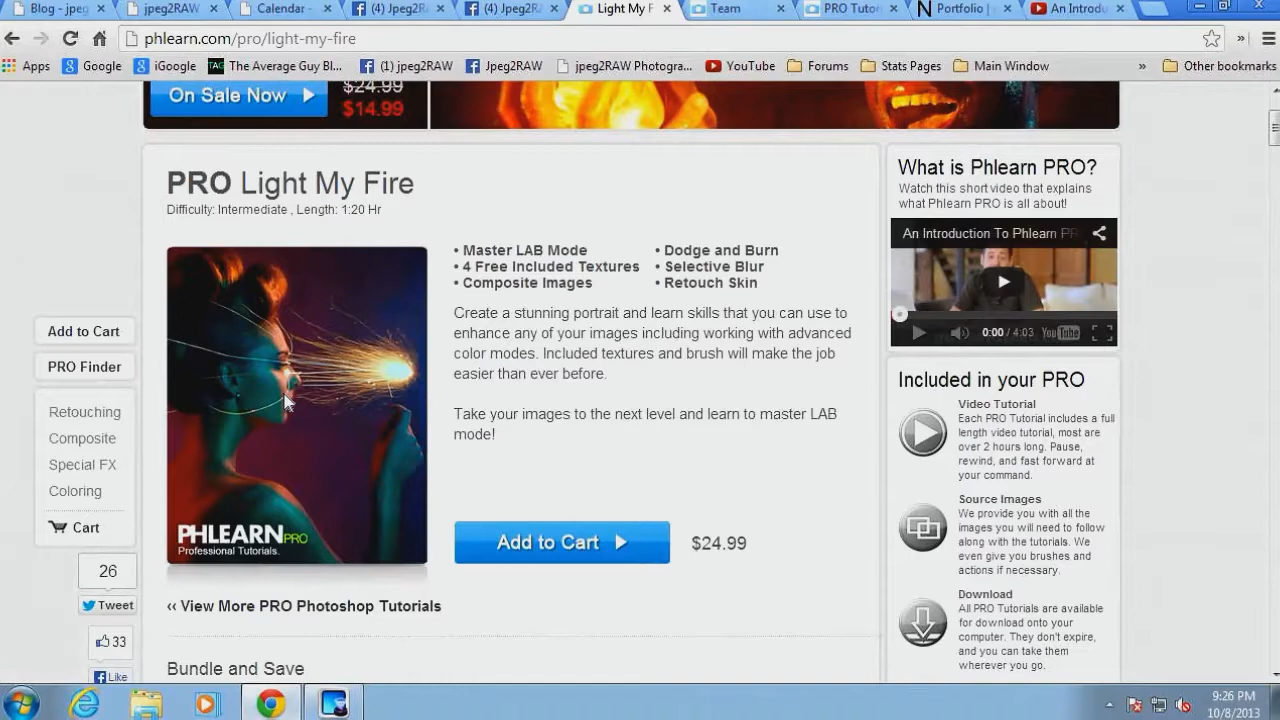 Blog - jpeg
jpeg2RAW
Calendar -
(4) Jpeg2
(4) Jpeg2
Light My F
Team
PRO Tutor
Portfolio |
An Introdu
phlearn.com/pro/light-my-fire
Apps
Google
iGoogle
The Average Guy Bl...
(1) jpeg2RAW
JpegRAW
jpeg2RAW Photogra...
YouTube
Forums
Stats Pages
Main Window
»
Other bookmarks
On Sale Now
$24.99
$14.99
PRO Light My Fire
Difficulty: Intermediate , Length: 1:20 Hr
• Master LAB Mode
• 4 Free Included Textures
• Composite Images
• Dodge and Burn
• Selective Blur
• Retouch Skin
Create a stunning portrait and learn skills that you can use to
enhance any of your images including working with advanced
color modes. Included textures and brush will make the job
easier than ever before.
Take your images to the next level and learn to master LAB
mode!
PHLEARN PRO
Professional Tutorials.
Add to Cart
$24.99
‹‹ View More PRO Photoshop Tutorials
Bundle and Save
Add to Cart
PRO Finder
Retouching
Composite
Special FX
Coloring
Cart
26
Tweet
33
Like
What is Phlearn PRO?
Watch this short video that explains
what Phlearn PRO is all about!
An Introduction To Phlearn PR
0:00 / 4:03
YouTube
Included in your PRO
Video Tutorial
Each PRO Tutorial includes a full
length video tutorial, most are
over 2 hours long. Pause,
rewind, and fast forward at
your command.
Source Images
We provide you with all the
images you will need to follow
along with the tutorials. We
even give you brushes and
actions if necessary.
Download
All PRO Tutorials are available
for download onto your
computer. They don't expire,
and you can take them
wherever you go.
9:26 PM
10/8/2013